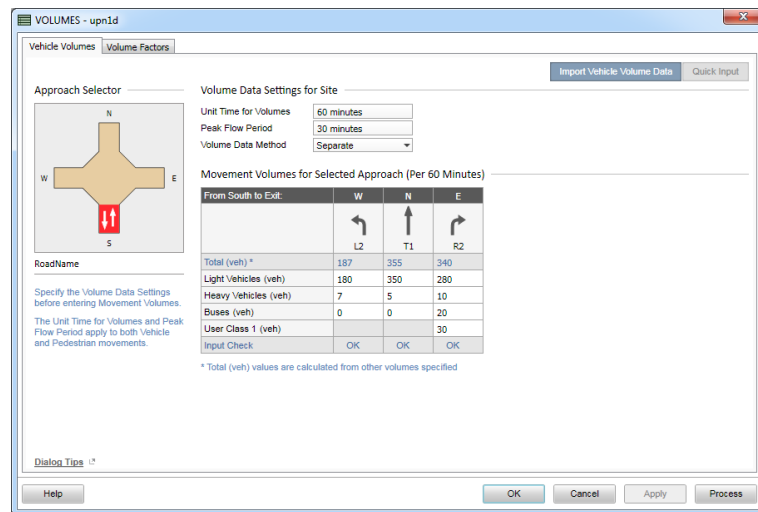 VOLUMES - upn1d
Vehicle Volumes Volume Factors
Import Vehicle Volume Data Quick Input
Approach Selector
N
W E
S
RoadName
Specify the Volume Data Settings
before entering Movement Volumes.
The Unit Time for Volumes and Peak
Flow Period apply to both Vehicle
and Pedestrian movements.
Volume Data Settings for Site
Unit Time for Volumes 60 minutes
Peak Flow Period 30 minutes
Volume Data Method Separate
Movement Volumes for Selected Approach (Per 60 Minutes)
From South to Exit: W N E
L2 T1 R2
Total (veh) * 187 355 340
Light Vehicles (veh) 180 350 280
Heavy Vehicles (veh) 7 5 10
Buses (veh) 0 0 20
User Class 1 (veh) 30
Input Check OK OK OK
* Total (veh) values are calculated from other volumes specified
Dialog Tips
Help OK Cancel Apply Process